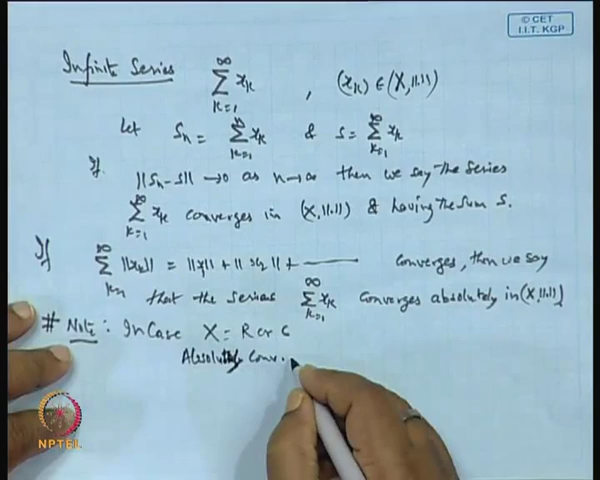 © CET
I.I.T. KGP
Infinite Series ∑_{k=1}^{∞} x_k , (x_k) ∈ (X, ||.||)
Let S_n = ∑_{k=1}^{n} x_k & s = ∑_{k=1}^{∞} x_k
If ||S_n - s|| → 0 as n → ∞ then we say the series
∑_{k=1}^{∞} x_k converges in (X, ||.||) & having the sum s.
If ∑_{k=1}^{∞} ||x_k|| = ||x_1|| + ||x_2|| + ——— converges, then we say
that the series ∑_{k=1}^{∞} x_k converges absolutely in (X, ||.||)
# Note: In Case X = R or C
Absolutely Conv.
NPTEL